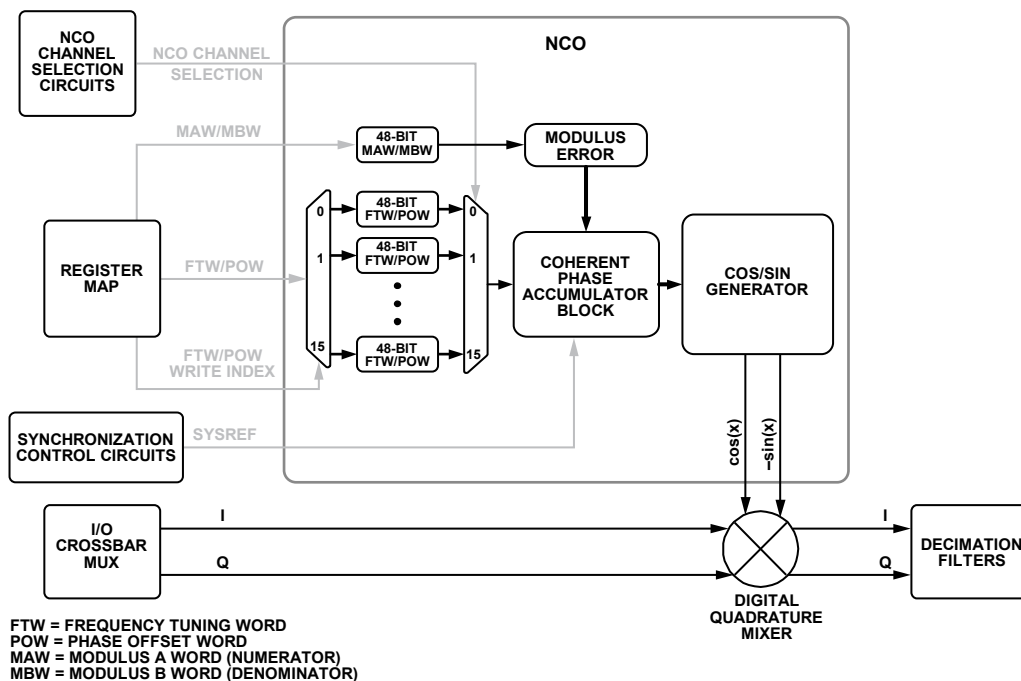 NCO
CHANNEL
SELECTION
CIRCUITS
NCO CHANNEL
SELECTION
NCO
MAW/MBW
48-BIT
MAW/MBW
MODULUS
ERROR
REGISTER
MAP
FTW/POW
FTW/POW
WRITE INDEX
0
1
15
48-BIT
FTW/POW
48-BIT
FTW/POW
48-BIT
FTW/POW
0
1
15
COHERENT
PHASE
ACCUMULATOR
BLOCK
COS/SIN
GENERATOR
SYNCHRONIZATION
CONTROL CIRCUITS
SYSREF
cos(x)
–sin(x)
I/O
CROSSBAR
MUX
I
Q
DIGITAL
QUADRATURE
MIXER
I
Q
DECIMATION
FILTERS
FTW = FREQUENCY TUNING WORD
POW = PHASE OFFSET WORD
MAW = MODULUS A WORD (NUMERATOR)
MBW = MODULUS B WORD (DENOMINATOR)